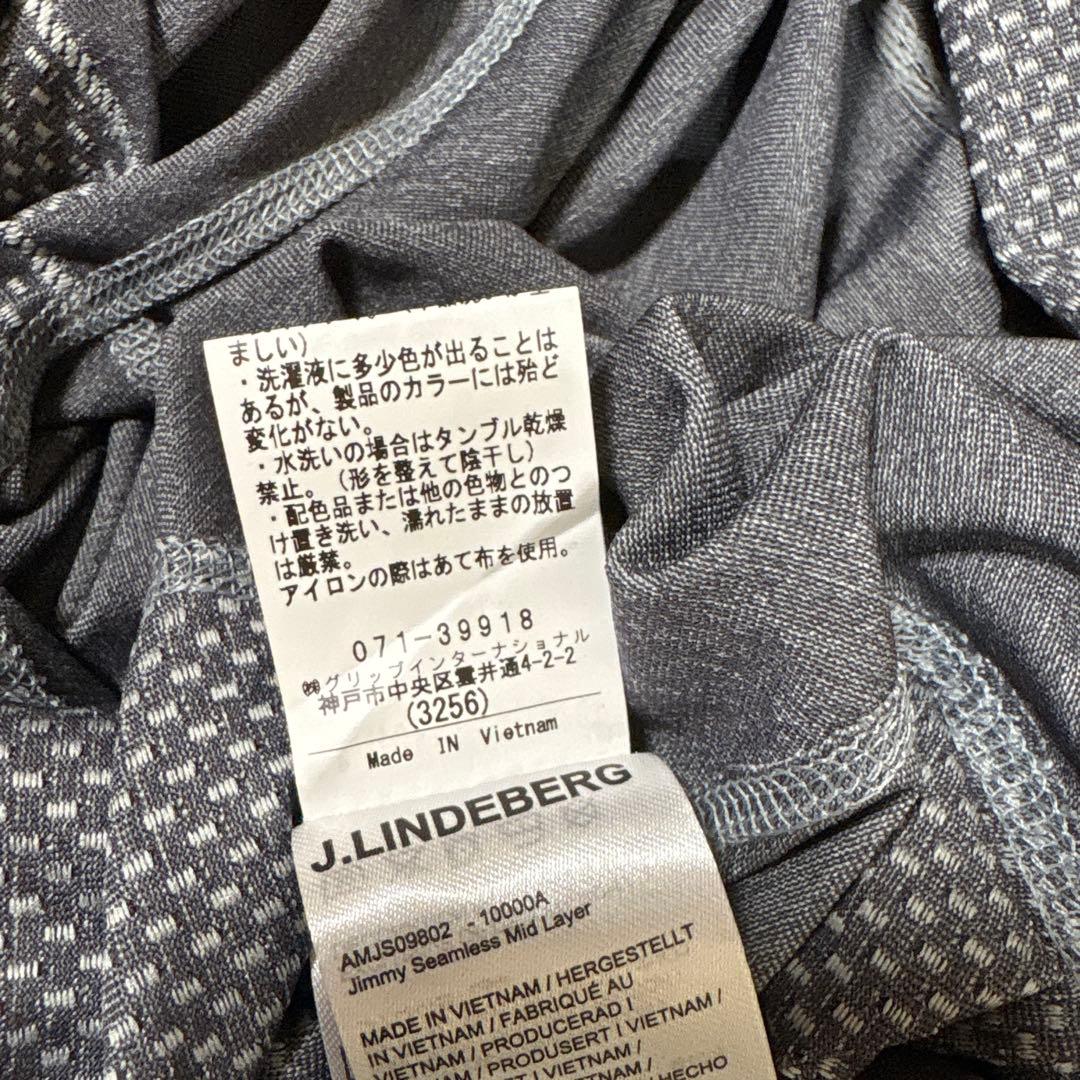 ましい)
・洗濯液に多少色が出ることは
あるが、製品のカラーには殆ど
変化がない。
・水洗いの場合はタンブル乾燥
禁止。(形を整えて陰干し)
・配色品または他の色物とのつ
け置き洗い、濡れたままの放置
は厳禁。
アイロンの際はあて布を使用。
071-39918
㈱グリップインターナショナル
神戸市中央区雲井通4-2-2
(3256)
Made IN Vietnam
J.LINDEBERG
AMJS09802 -10000A
Jimmy Seamless Mid Layer
MADE IN VIETNAM / HERGESTELLT
IN VIETNAM / FABRIQUÉ AU
VIETNAM / PRODUCERAD I
VIETNAM / PRODUSERT I VIETNAM /
ET I VIETNAM /
/ HECHO